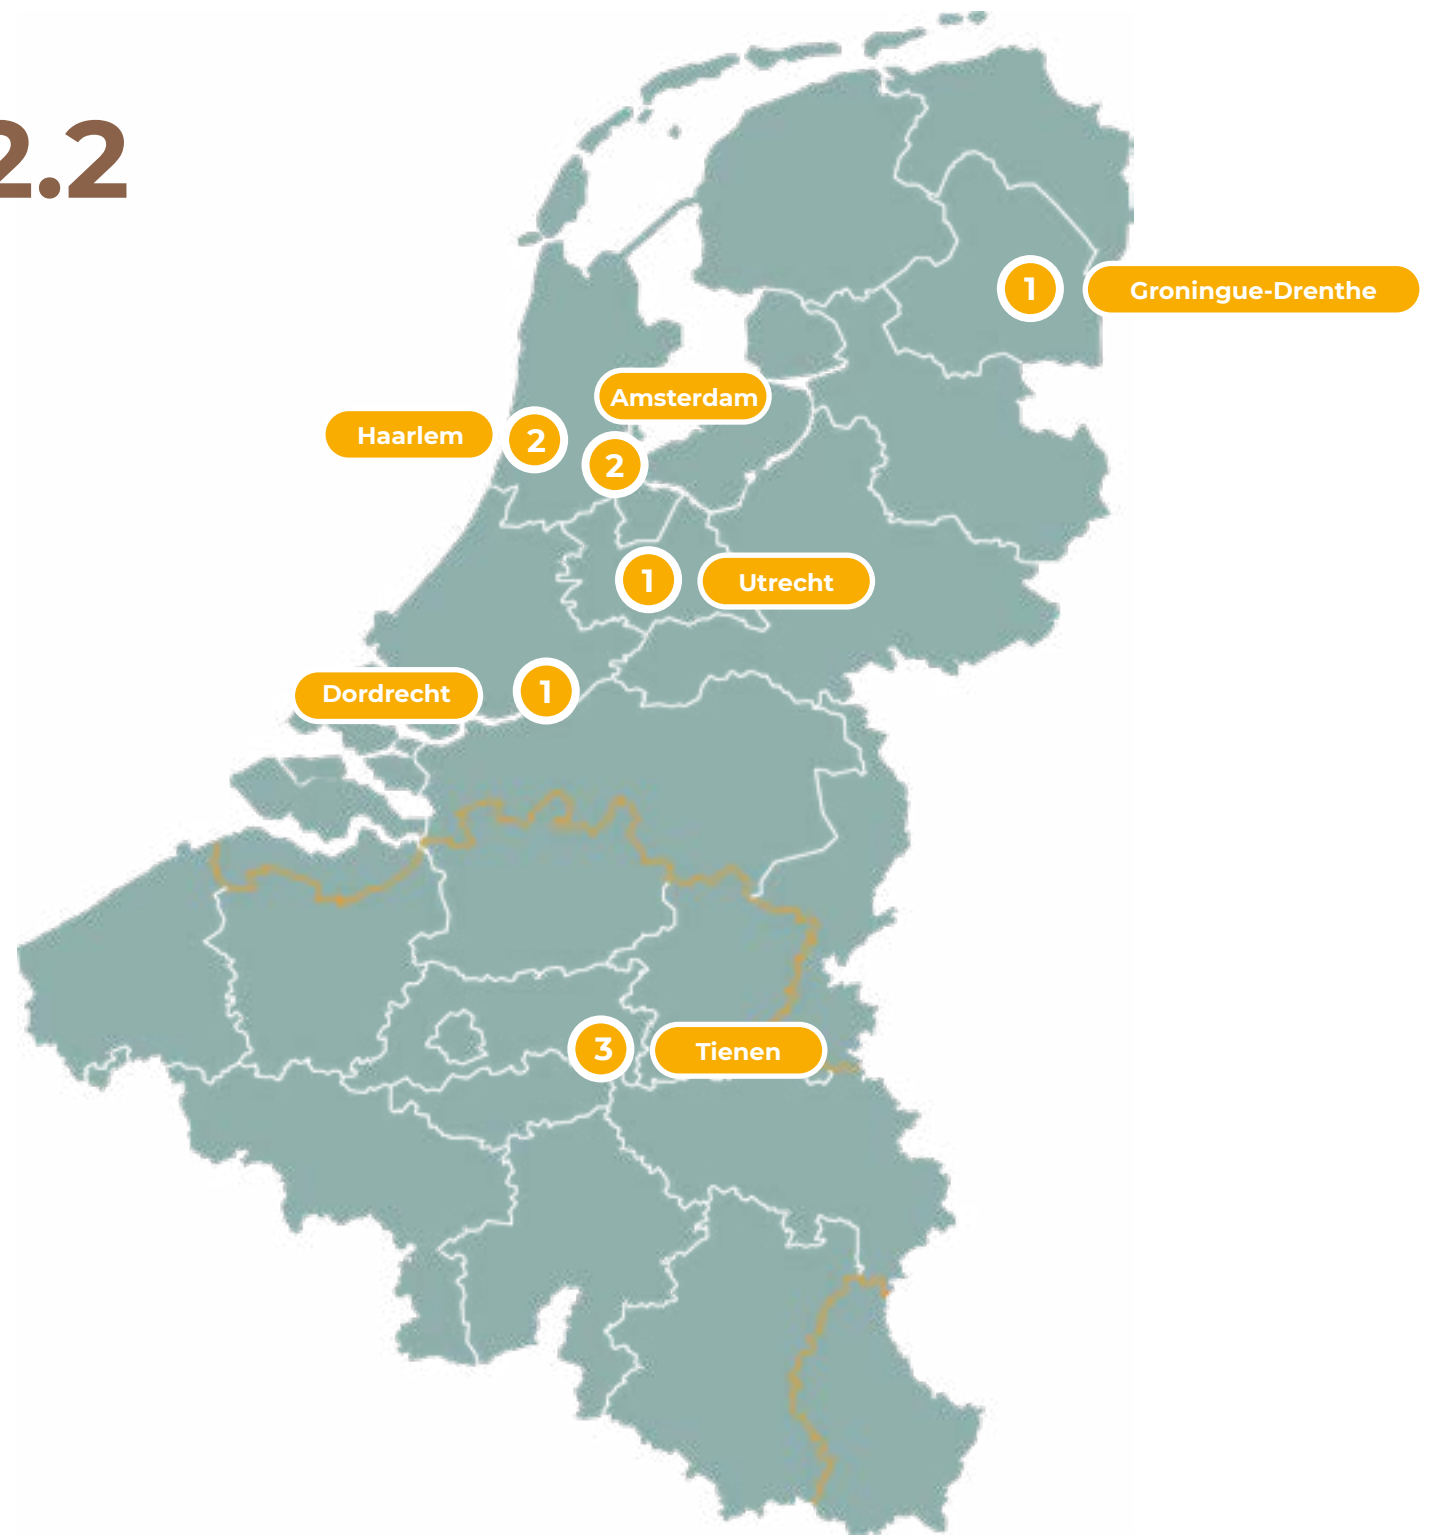 2.2
1
Groningue-Drenthe
Amsterdam
Haarlem
2
2
1
Utrecht
Dordrecht
1
3
Tienen